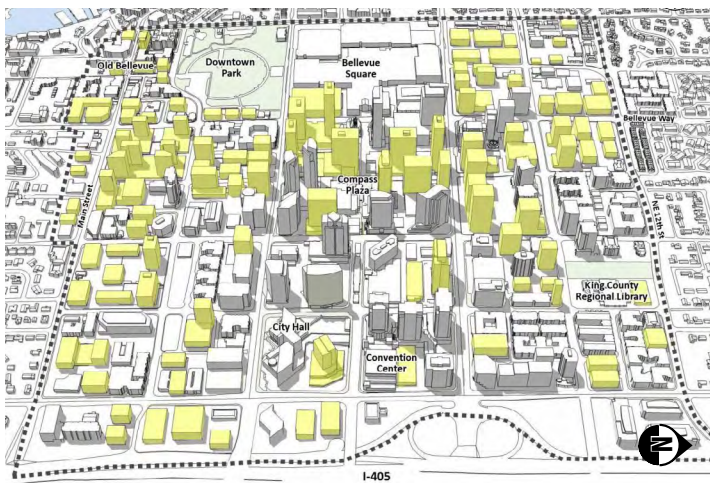 Old Bellevue
Downtown
Park
Bellevue
Square
Bellevue Way
Compass
Plaza
Main Street
NE 12th St
King County
Regional Library
City Hall
Convention
Center
N
I-405